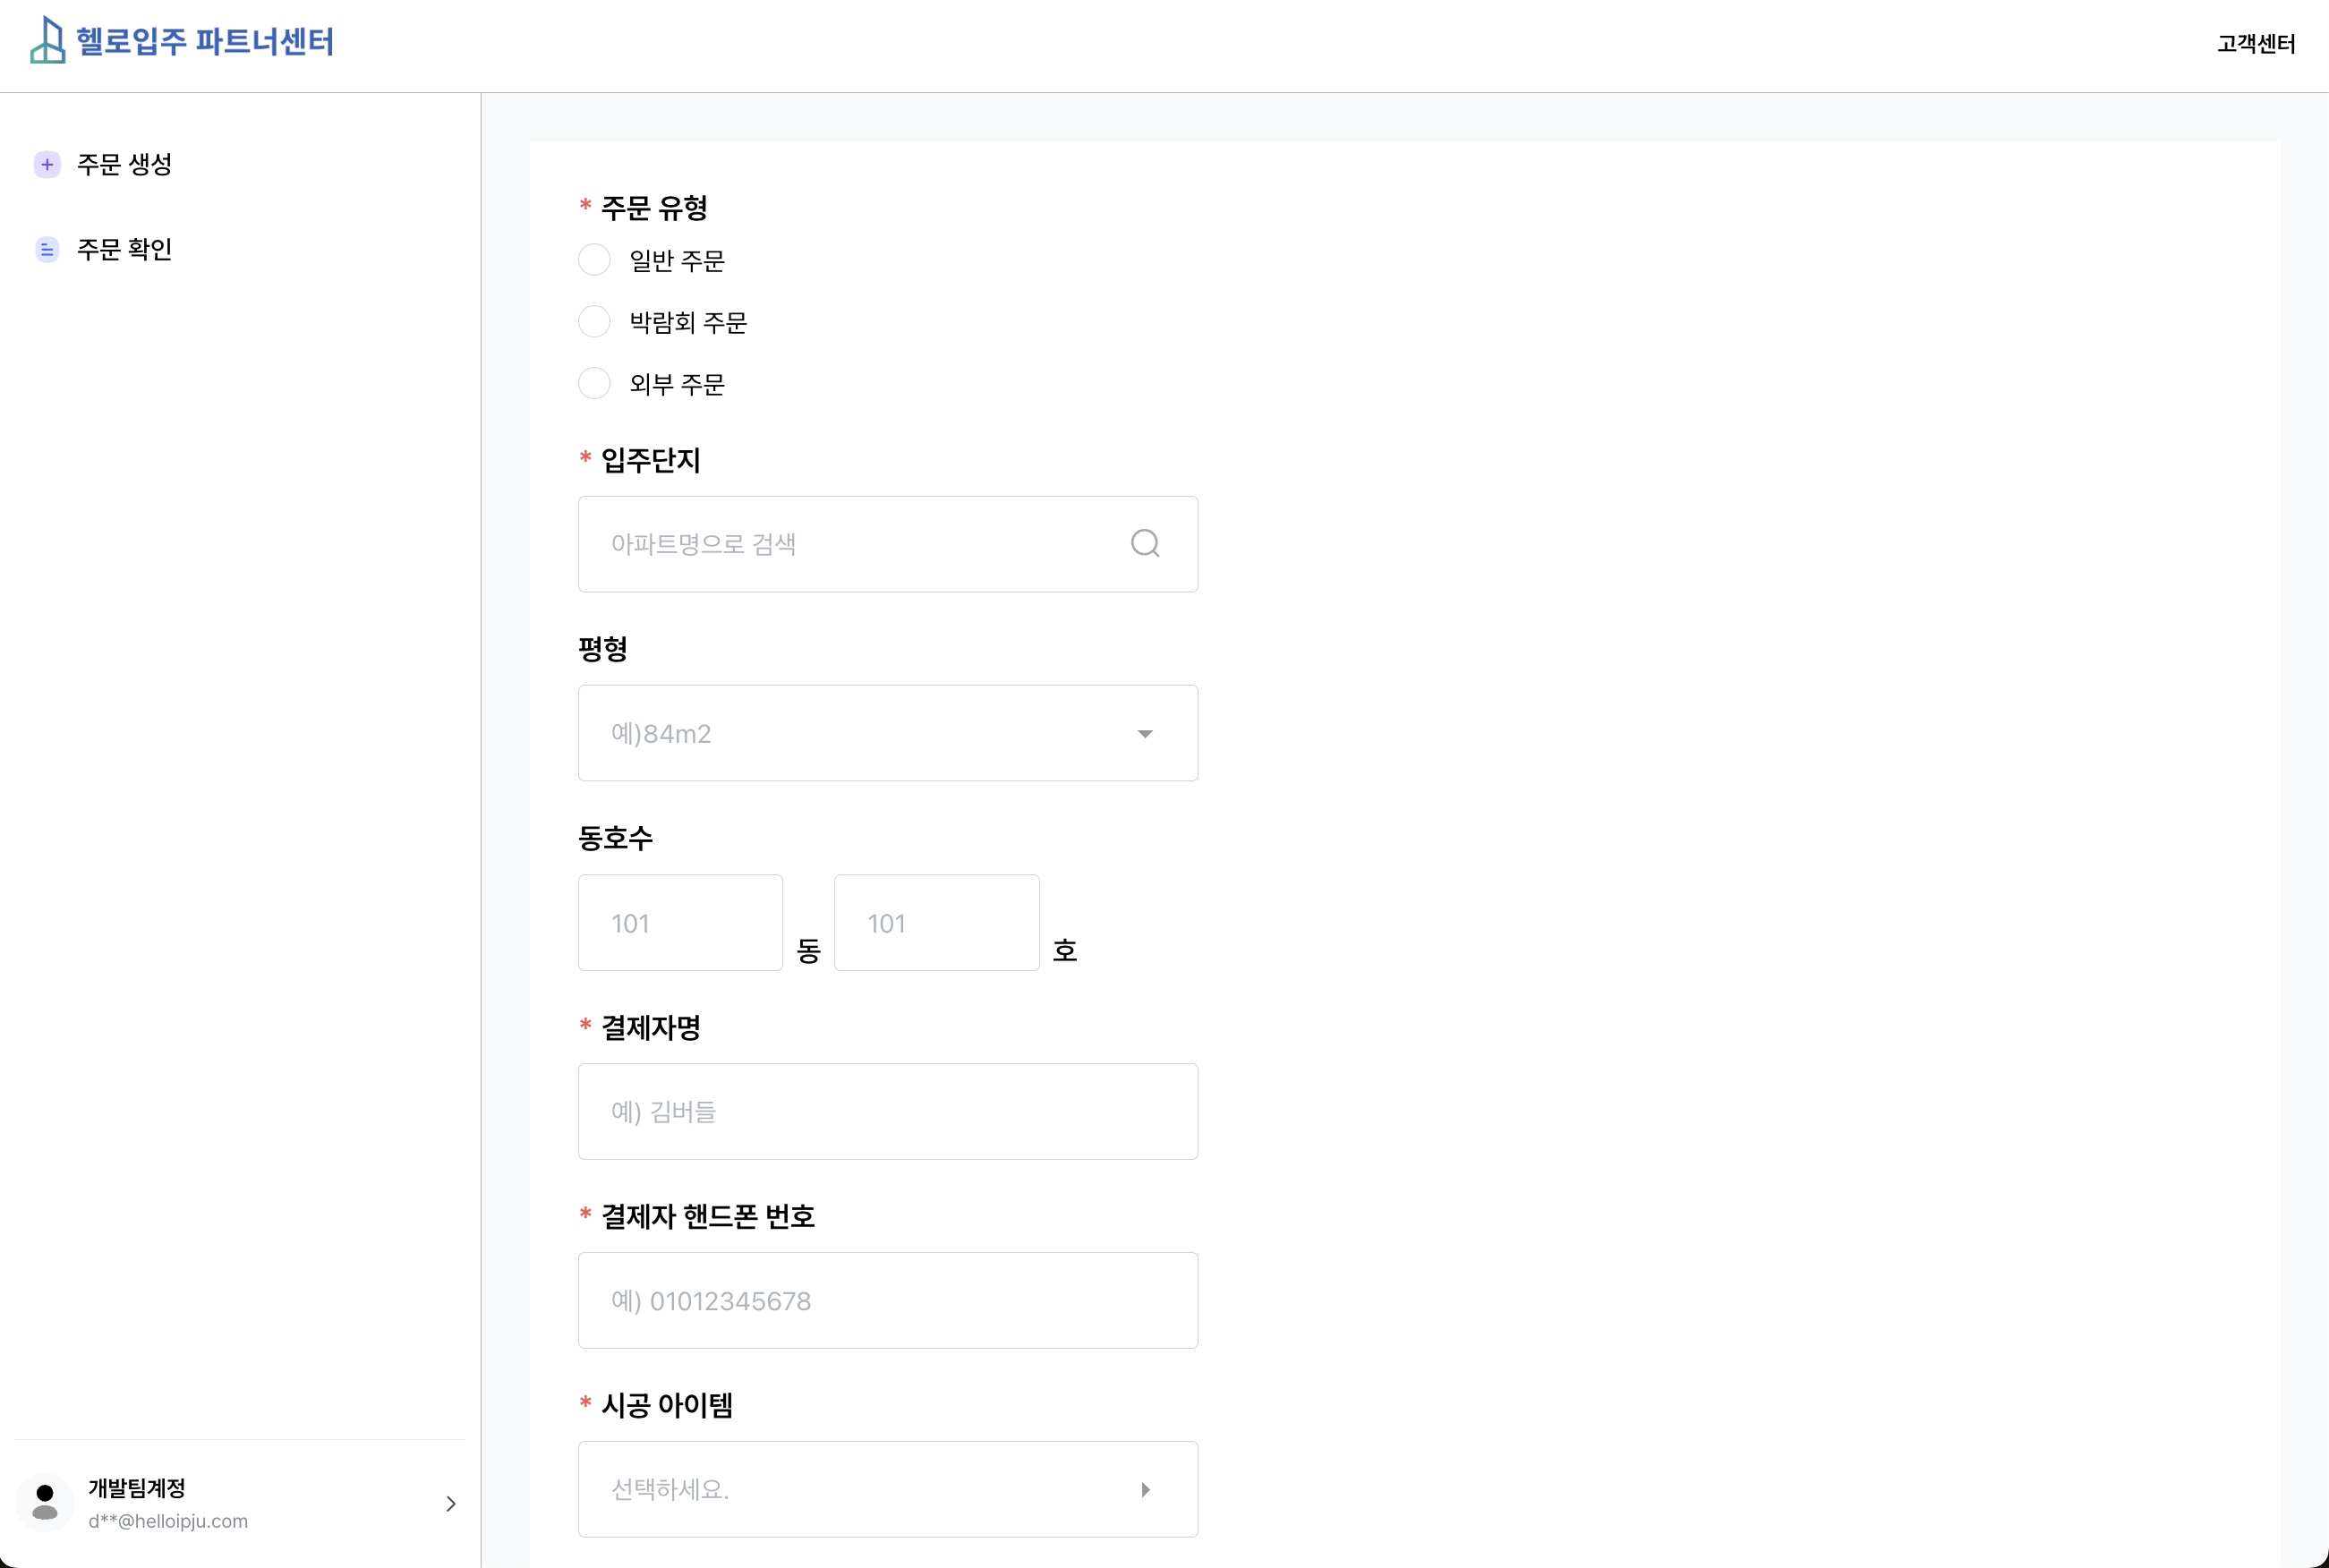 헬로입주 파트너센터
고객센터
주문 생성
주문 확인
* 주문 유형
일반 주문
박람회 주문
외부 주문
* 입주단지
아파트명으로 검색
평형
예)84m2
동호수
101 동 101 호
* 결제자명
예) 김버들
* 결제자 핸드폰 번호
예) 01012345678
* 시공 아이템
선택하세요.
개발팀계정
d**@helloipju.com